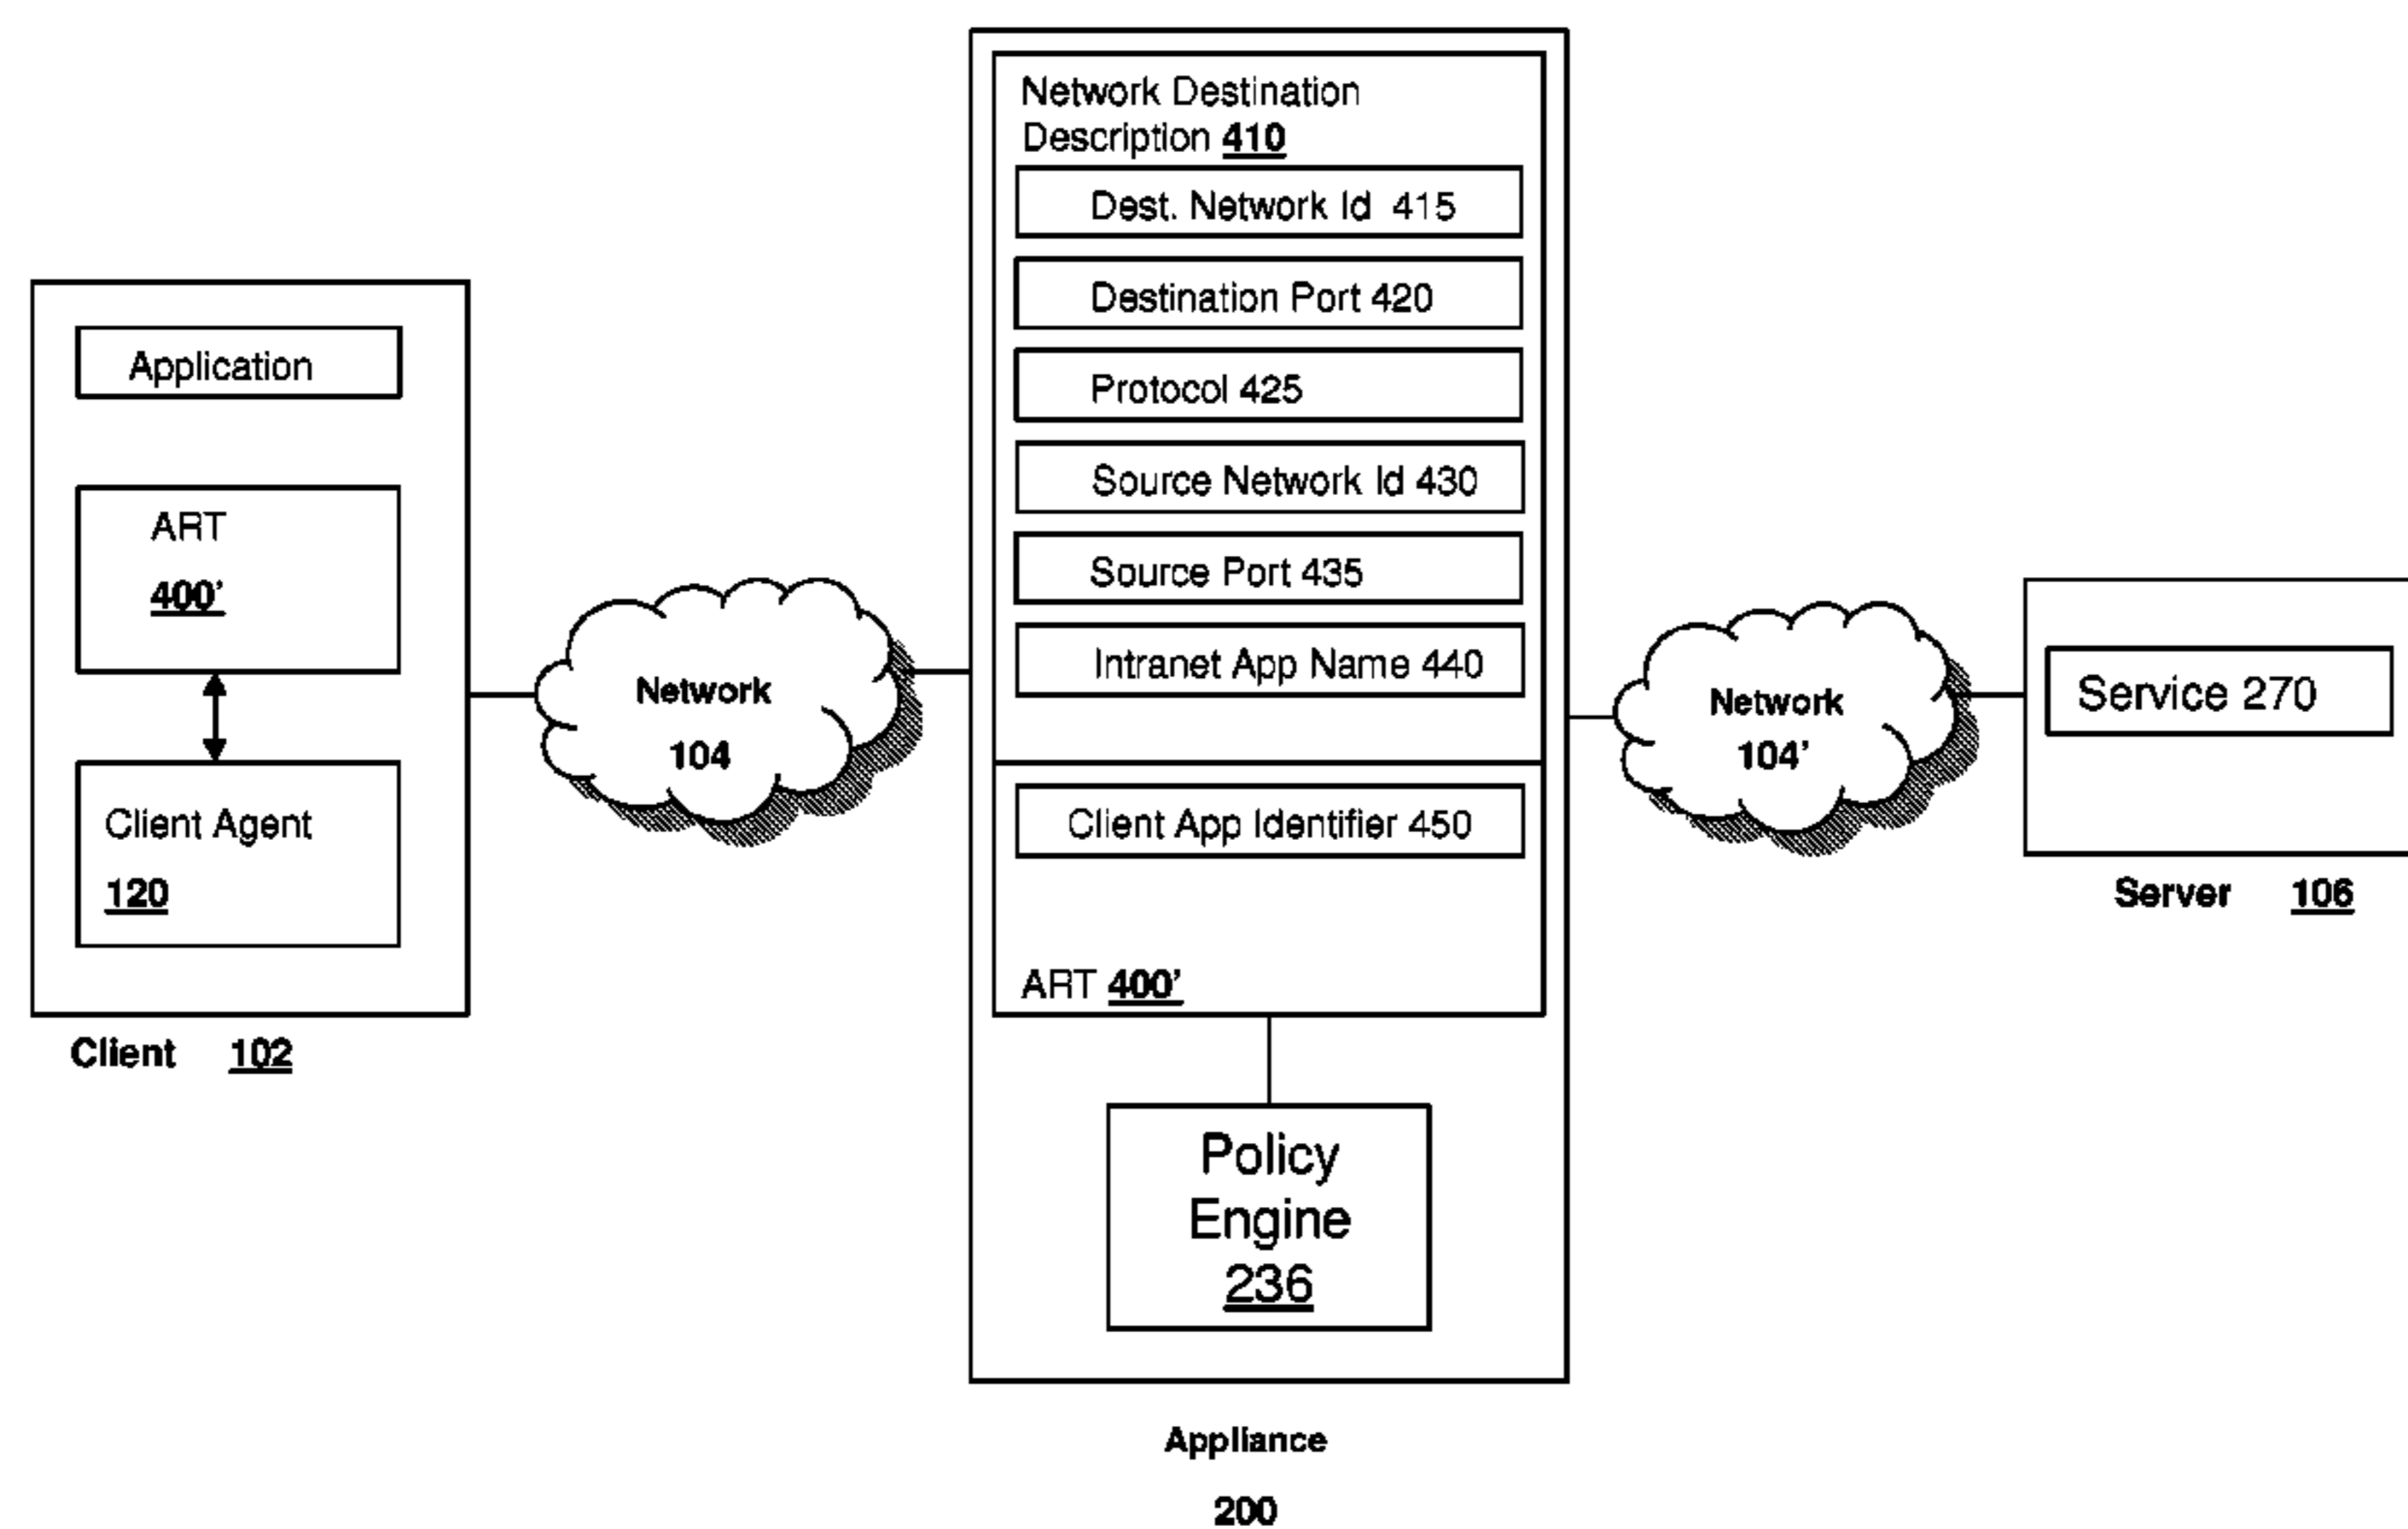 Application
ART
400'
Client Agent
120
Client 102
Network
104
Network Destination
Description 410
Dest. Network Id 415
Destination Port 420
Protocol 425
Source Network Id 430
Source Port 435
Intranet App Name 440
Client App Identifier 450
ART 400'
Policy
Engine
236
Appliance
200
Network
104'
Service 270
Server 106